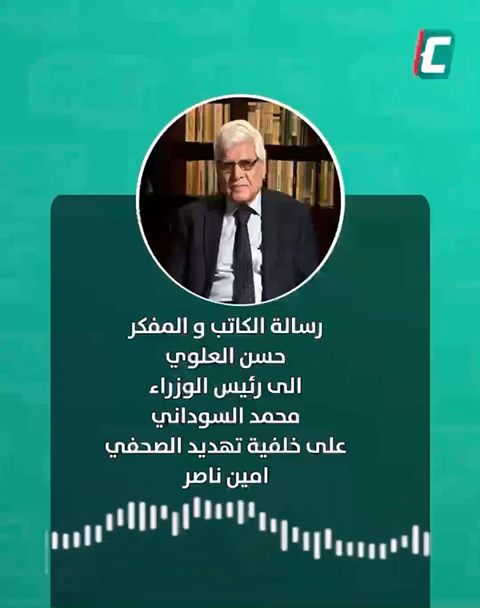 رسالة الكاتب و المفكر
حسن العلوي
الى رئيس الوزراء
محمد السوداني
على خلفية تهديد الصحفي
امين ناصر